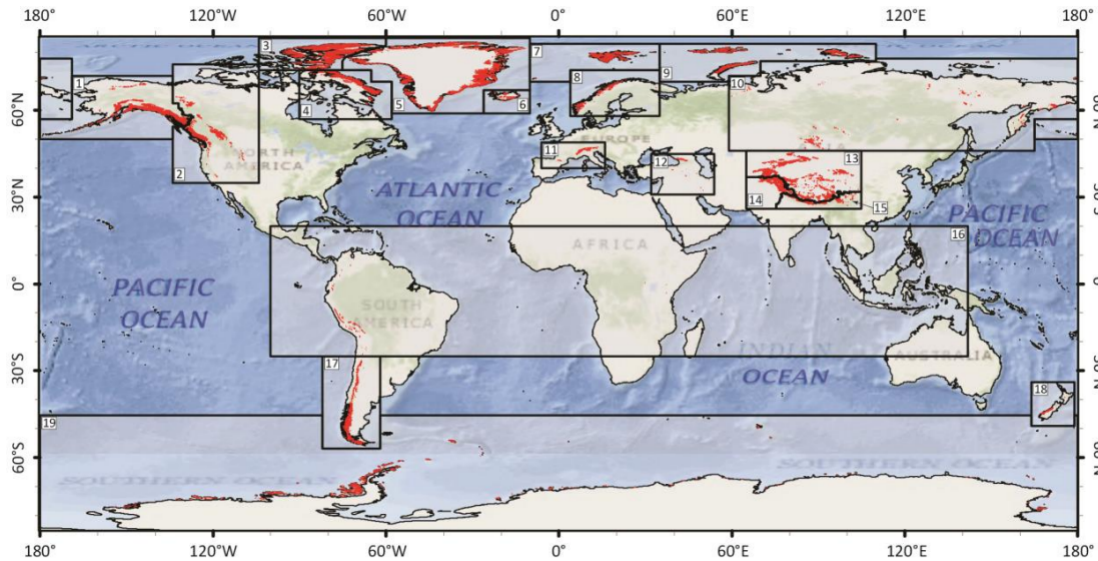 180° 120°W 60°W 0° 60°E 120°E 180°
ARCTIC OCEAN
3
7
1
8
9
10
60°N
60°N
4
5
6
NORTH
AMERICA
EUROPE
ASIA
11
12
13
2
ATLANTIC
OCEAN
30°N
30°N
14
15
PACIFIC
OCEAN
16
AFRICA
0°
0°
PACIFIC
OCEAN
SOUTH
AMERICA
INDIAN
OCEAN
AUSTRALIA
17
30°S
30°S
18
19
60°S
60°S
SOUTHERN OCEAN
SOUTHERN OCEAN
180° 120°W 60°W 0° 60°E 120°E 180°